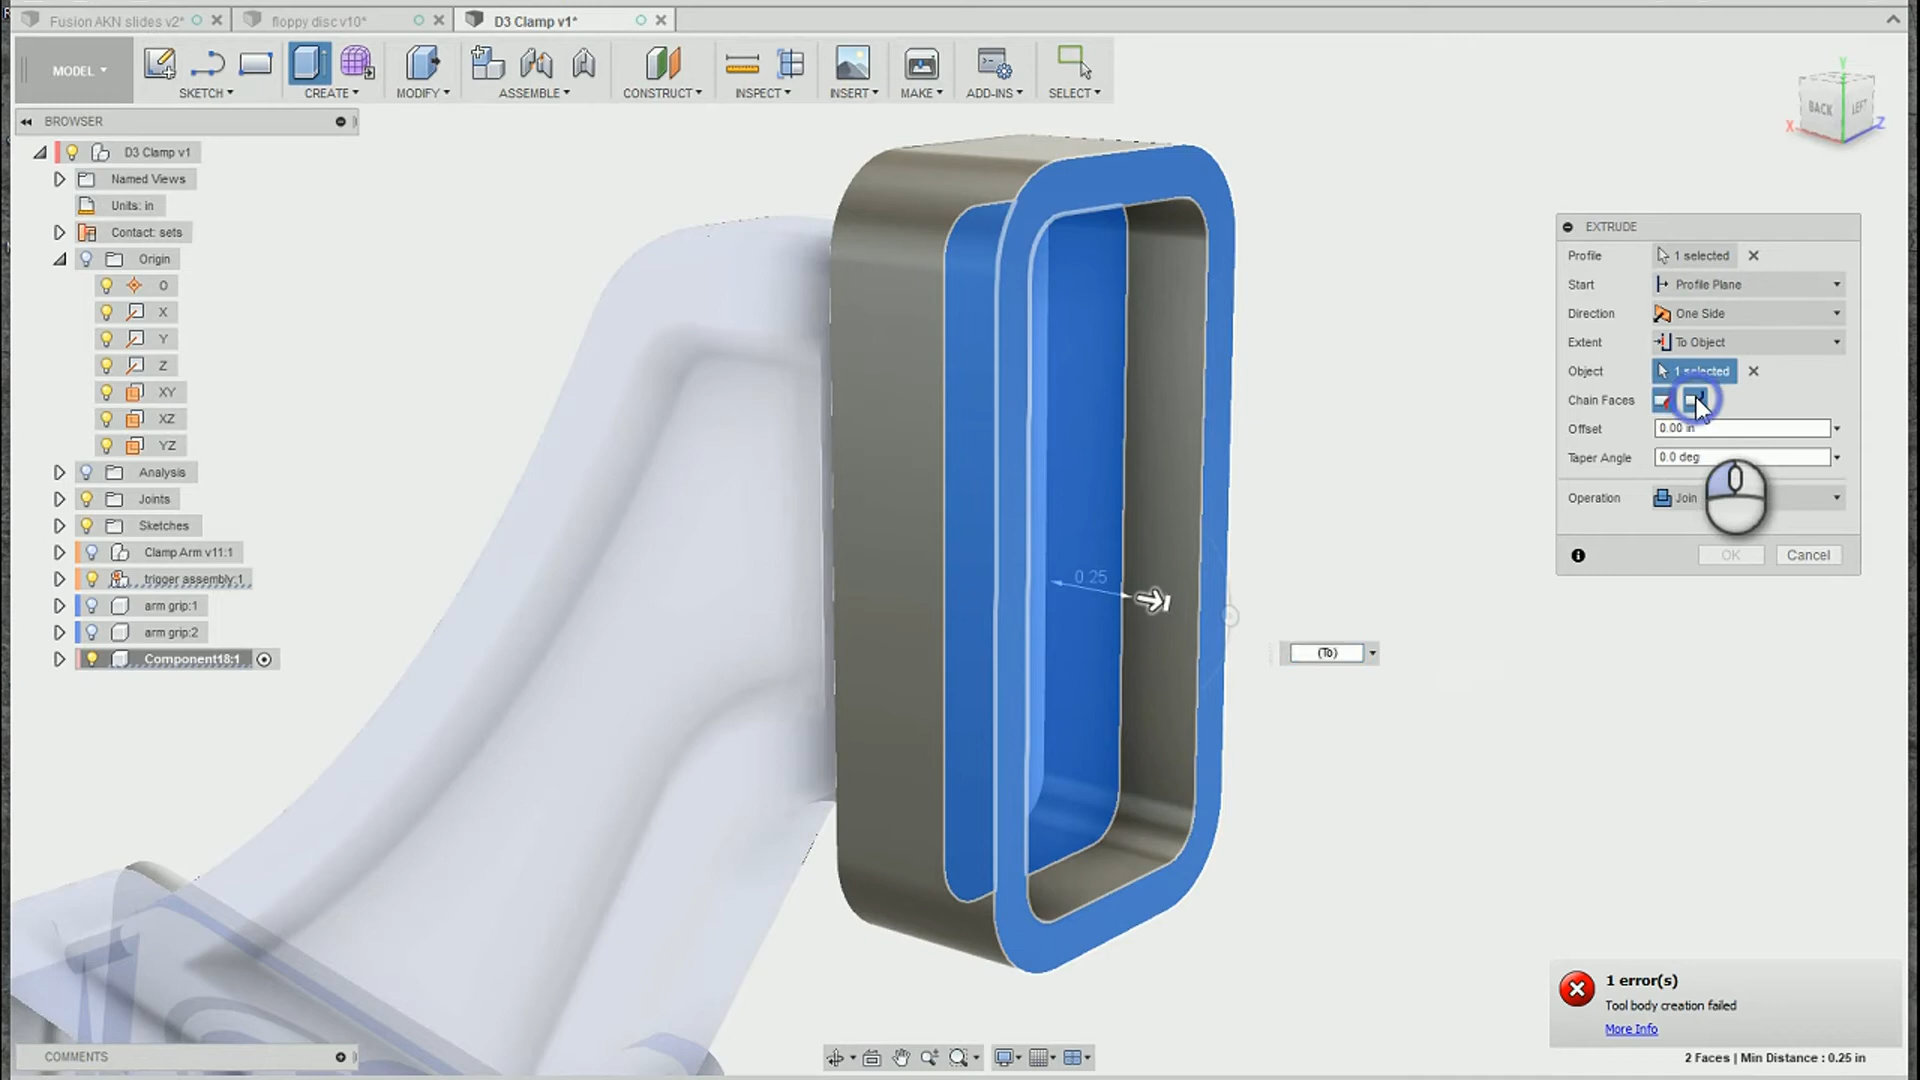 Fusion AKN slides v2*
floppy disc v10*
D3 Clamp v1*
MODEL
SKETCH
CREATE
MODIFY
ASSEMBLE
CONSTRUCT
INSPECT
INSERT
MAKE
ADD-INS
SELECT
BROWSER
D3 Clamp v1
Named Views
Units: in
Contact: sets
Origin
O
X
Y
Z
XY
XZ
YZ
Analysis
Joints
Sketches
Clamp Arm v11:1
trigger assembly:1
arm grip:1
arm grip:2
Component18:1
Y
BACK
LEFT
X
Z
EXTRUDE
Profile 1 selected
Start Profile Plane
Direction One Side
Extent To Object
Object 1 selected
Chain Faces
Offset 0.00 in
Taper Angle 0.0 deg
Operation Join
OK Cancel
0.25
(To)
1 error(s)
Tool body creation failed
More Info
COMMENTS
2 Faces | Min Distance : 0.25 in